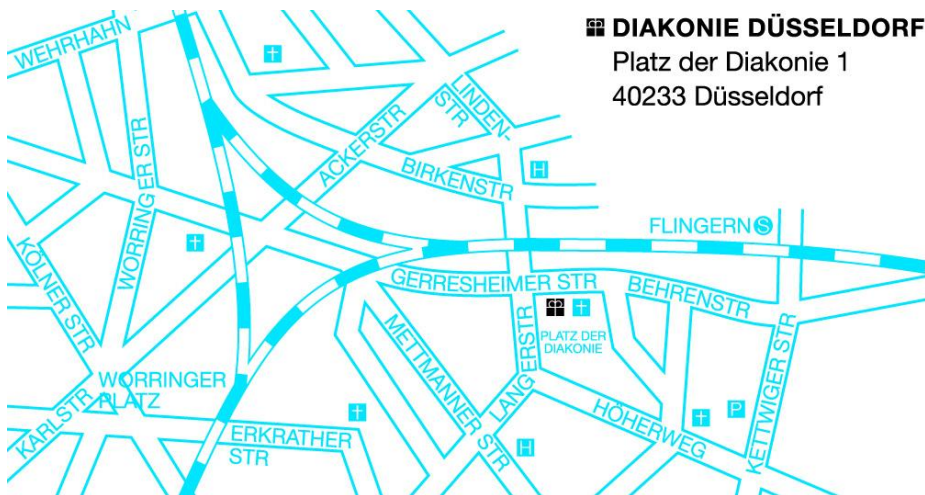 DIAKONIE DÜSSELDORF
Platz der Diakonie 1
40233 Düsseldorf
WEHRHAHN
LINDEN-
STR
ACKERSTR
BIRKENSTR
H
WORRINGER STR
FLINGERN S
KÖLNER STR
GERRESHEIMER STR
BEHRENSTR
PLATZ DER
DIAKONIE
METTMANNER STR
LANGERSTR
KETTWIGER STR
WORRINGER
PLATZ
KARLSTR
HÖHERWEG
P
ERKRATHER
STR
H